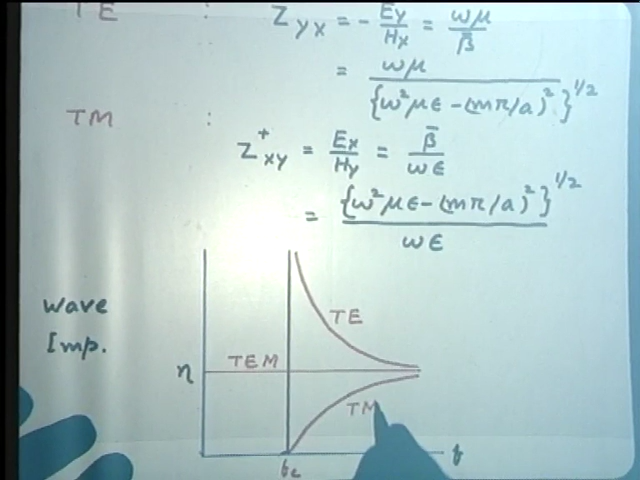 TE : Z_yx = - Ey/Hx = ωμ/β̄
= ωμ/{ω²με-(mπ/a)²}^1/2
TM :
Z⁺_xy = Ex/Hy = β̄/ωε
= {ω²με-(mπ/a)²}^1/2/ωε
wave
Imp.
TE
TEM
η
TM
fc
f